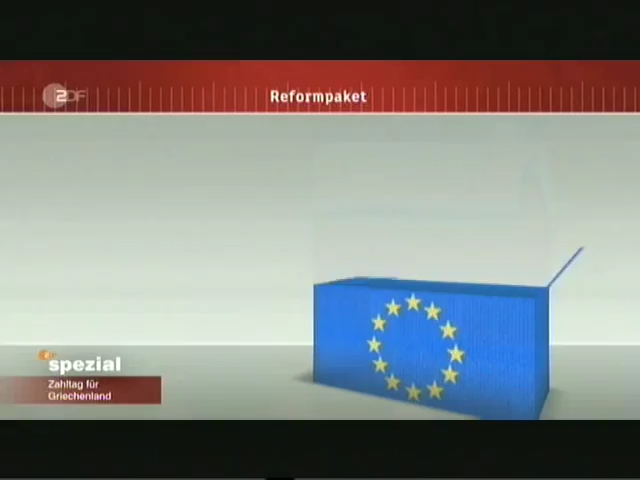 ZDF
Reformpaket
spezial
Zahltag für
Griechenland